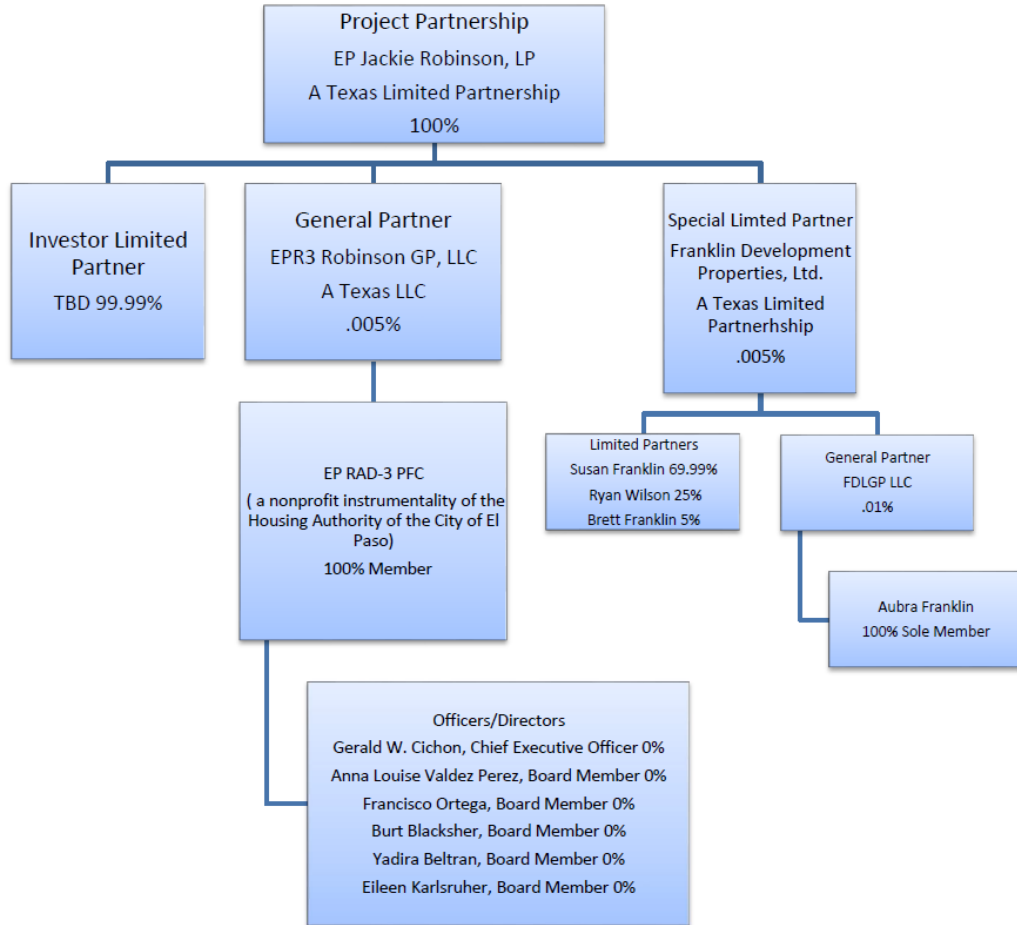 Project Partnership
EP Jackie Robinson, LP
A Texas Limited Partnership
100%
Investor Limited
Partner
TBD 99.99%
General Partner
EPR3 Robinson GP, LLC
A Texas LLC
.005%
Special Limted Partner
Franklin Development
Properties, Ltd.
A Texas Limited
Partnerhship
.005%
EP RAD-3 PFC
( a nonprofit instrumentality of the
Housing Authority of the City of El
Paso)
100% Member
Limited Partners
Susan Franklin 69.99%
Ryan Wilson 25%
Brett Franklin 5%
General Partner
FDLGP LLC
.01%
Aubra Franklin
100% Sole Member
Officers/Directors
Gerald W. Cichon, Chief Executive Officer 0%
Anna Louise Valdez Perez, Board Member 0%
Francisco Ortega, Board Member 0%
Burt Blacksher, Board Member 0%
Yadira Beltran, Board Member 0%
Eileen Karlsruher, Board Member 0%